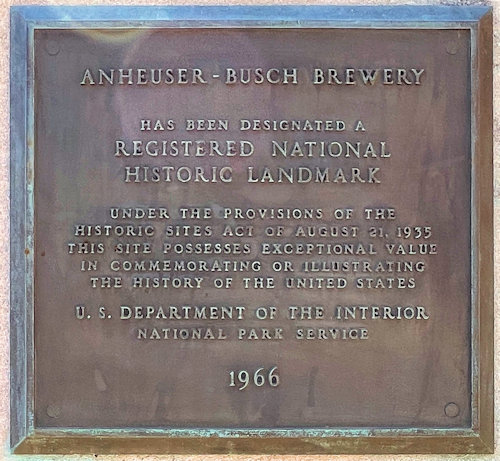 ANHEUSER-BUSCH BREWERY
HAS BEEN DESIGNATED A
REGISTERED NATIONAL
HISTORIC LANDMARK
UNDER THE PROVISIONS OF THE
HISTORIC SITES ACT OF AUGUST 21, 1935
THIS SITE POSSESSES EXCEPTIONAL VALUE
IN COMMEMORATING OR ILLUSTRATING
THE HISTORY OF THE UNITED STATES
U. S. DEPARTMENT OF THE INTERIOR
NATIONAL PARK SERVICE
1966